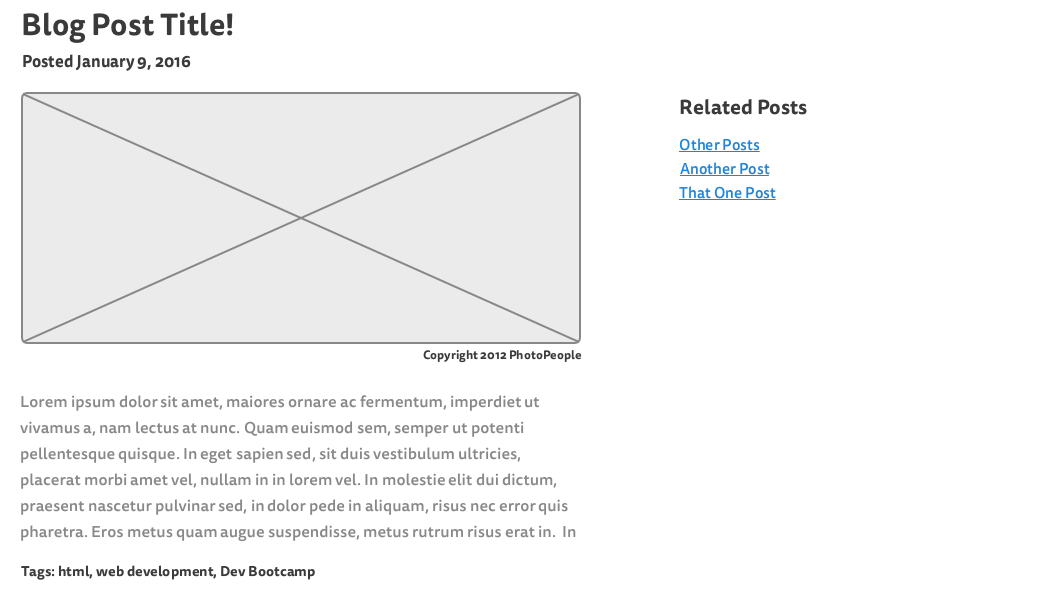 Blog Post Title!
Posted January 9, 2016
Copyright 2012 PhotoPeople
Lorem ipsum dolor sit amet, maiores ornare ac fermentum, imperdiet ut
vivamus a, nam lectus at nunc. Quam euismod sem, semper ut potenti
pellentesque quisque. In eget sapien sed, sit duis vestibulum ultricies,
placerat morbi amet vel, nullam in in lorem vel. In molestie elit dui dictum,
praesent nascetur pulvinar sed, in dolor pede in aliquam, risus nec error quis
pharetra. Eros metus quam augue suspendisse, metus rutrum risus erat in. In
Tags: html, web development, Dev Bootcamp
Related Posts
Other Posts
Another Post
That One Post